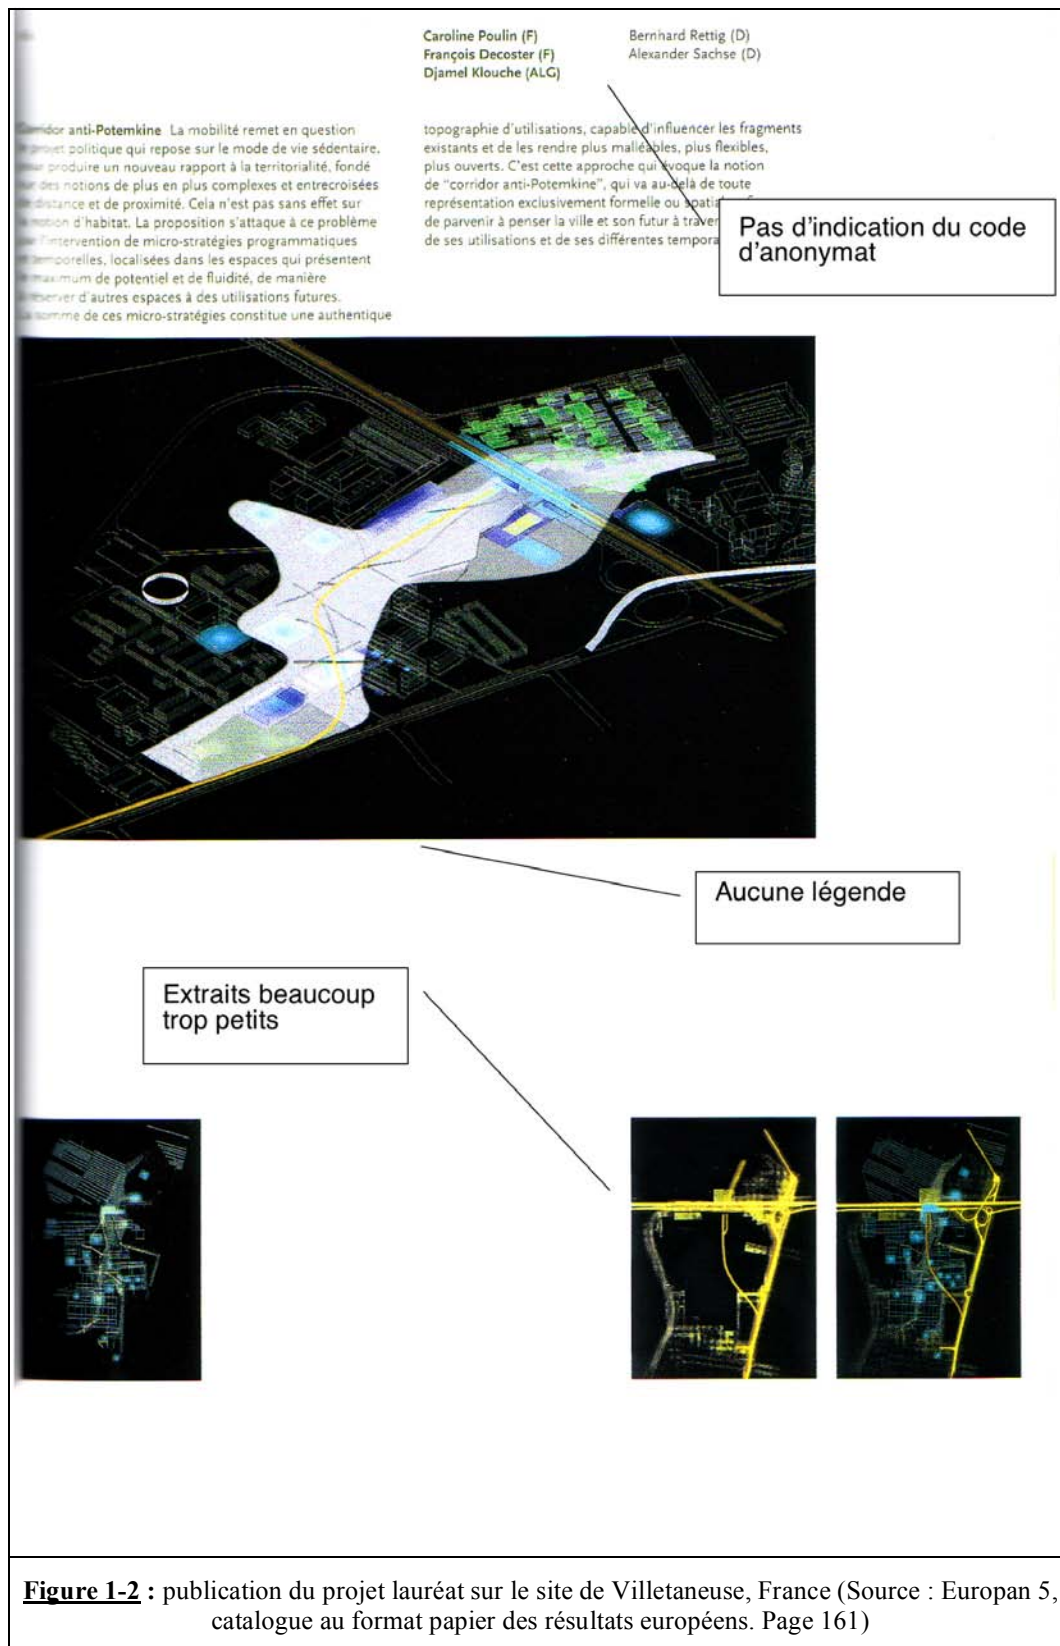 Caroline Poulin (F)
François Decoster (F)
Djamel Klouche (ALG)
Bernhard Rettig (D)
Alexander Sachse (D)
anti-Potemkine La mobilité remet en question
politique qui repose sur le mode de vie sédentaire,
produire un nouveau rapport à la territorialité, fondé
des notions de plus en plus complexes et entrecroisées
distance et de proximité. Cela n'est pas sans effet sur
d'habitat. La proposition s'attaque à ce problème
l'intervention de micro-stratégies programmatiques
temporelles, localisées dans les espaces qui présentent
maximum de potentiel et de fluidité, de manière
d'autres espaces à des utilisations futures.
somme de ces micro-stratégies constitue une authentique
topographie d'utilisations, capable d'influencer les fragments
existants et de les rendre plus malléables, plus flexibles,
plus ouverts. C'est cette approche qui évoque la notion
de "corridor anti-Potemkine", qui va au-delà de toute
représentation exclusivement formelle ou
de parvenir à penser la ville et son futur à
de ses utilisations et de ses différentes
Pas d'indication du code
d'anonymat
Aucune légende
Extraits beaucoup
trop petits
Figure 1-2 : publication du projet lauréat sur le site de Villetaneuse, France (Source : Europan 5,
catalogue au format papier des résultats européens. Page 161)